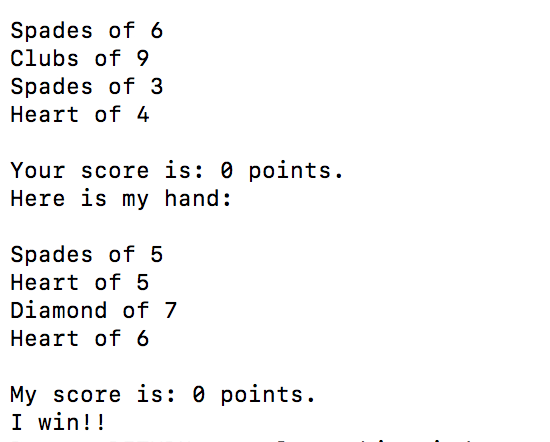 Spades of 6
Clubs of 9
Spades of 3
Heart of 4
Your score is: 0 points.
Here is my hand:
Spades of 5
Heart of 5
Diamond of 7
Heart of 6
My score is: 0 points.
I win!!